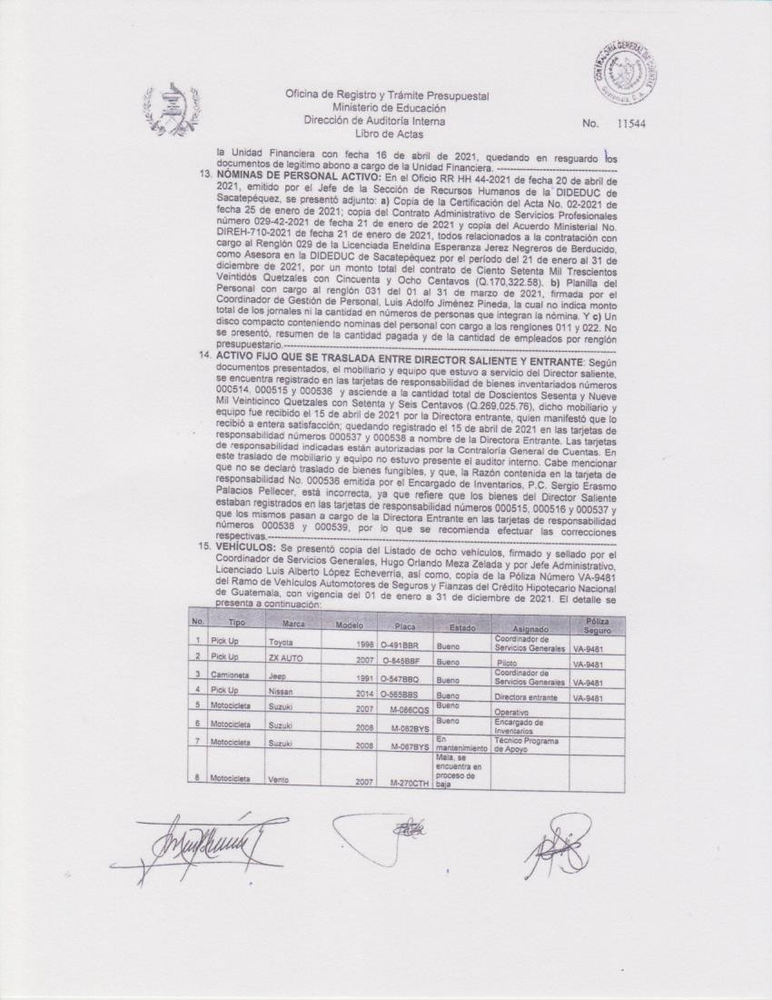 CONTRALORÍA GENERAL DE CUENTAS
Guatemala, C. A.
Oficina de Registro y Trámite Presupuestal
Ministerio de Educación
Dirección de Auditoría Interna
Libro de Actas
No. 11544
la Unidad Financiera con fecha 16 de abril de 2021, quedando en resguardo los
documentos de legitimo abono a cargo de la Unidad Financiera. ----------------------------------
13. NÓMINAS DE PERSONAL ACTIVO: En el Oficio RR HH 44-2021 de fecha 20 de abril de
2021, emitido por el Jefe de la Sección de Recursos Humanos de la DIDEDUC de
Sacatepéquez, se presentó adjunto: a) Copia de la Certificación del Acta No. 02-2021 de
fecha 25 de enero de 2021; copia del Contrato Administrativo de Servicios Profesionales
número 029-42-2021 de fecha 21 de enero de 2021 y copia del Acuerdo Ministerial No.
DIREH-710-2021 de fecha 21 de enero de 2021, todos relacionados a la contratación con
cargo al Renglón 029 de la Licenciada Eneldina Esperanza Jerez Negreros de Berducido,
como Asesora en la DIDEDUC de Sacatepéquez por el período del 21 de enero al 31 de
diciembre de 2021, por un monto total del contrato de Ciento Setenta Mil Trescientos
Veintidós Quetzales con Cincuenta y Ocho Centavos (Q.170,322.58). b) Planilla del
Personal con cargo al renglón 031 del 01 al 31 de marzo de 2021, firmada por el
Coordinador de Gestión de Personal, Luis Adolfo Jiménez Pineda, la cual no indica monto
total de los jornales ni la cantidad en números de personas que integran la nómina. Y c) Un
disco compacto conteniendo nominas del personal con cargo a los renglones 011 y 022. No
se presentó, resumen de la cantidad pagada y de la cantidad de empleados por renglón
presupuestario.----------------------------------
14. ACTIVO FIJO QUE SE TRASLADA ENTRE DIRECTOR SALIENTE Y ENTRANTE: Según
documentos presentados, el mobiliario y equipo que estuvo a servicio del Director saliente,
se encuentra registrado en las tarjetas de responsabilidad de bienes inventariados números
000514, 000515 y 000536 y asciende a la cantidad total de Doscientos Sesenta y Nueve
Mil Veinticinco Quetzales con Setenta y Seis Centavos (Q.269,025.76), dicho mobiliario y
equipo fue recibido el 15 de abril de 2021 por la Directora entrante, quien manifestó que lo
recibió a entera satisfacción; quedando registrado el 15 de abril de 2021 en las tarjetas de
responsabilidad números 000537 y 000538 a nombre de la Directora Entrante. Las tarjetas
de responsabilidad indicadas están autorizadas por la Contraloría General de Cuentas. En
este traslado de mobiliario y equipo no estuvo presente el auditor interno. Cabe mencionar
que no se declaró traslado de bienes fungibles, y que, la Razón contenida en la tarjeta de
responsabilidad No. 000536 emitida por el Encargado de Inventarios, P.C. Sergio Erasmo
Palacios Pellecer, está incorrecta, ya que refiere que los bienes del Director Saliente
estaban registrados en las tarjetas de responsabilidad números 000515, 000516 y 000537 y
que los mismos pasan a cargo de la Directora Entrante en las tarjetas de responsabilidad
números 000538 y 000539, por lo que se recomienda efectuar las correcciones
respectivas.----------------------------------
15. VEHÍCULOS: Se presentó copia del Listado de ocho vehículos, firmado y sellado por el
Coordinador de Servicios Generales, Hugo Orlando Meza Zelada y por Jefe Administrativo,
Licenciado Luis Alberto López Echeverría, así como, copia de la Póliza Número VA-9481
del Ramo de Vehículos Automotores de Seguros y Fianzas del Crédito Hipotecario Nacional
de Guatemala, con vigencia del 01 de enero a 31 de diciembre de 2021. El detalle se
presenta a continuación:
No. Tipo Marca Modelo Placa Estado Asignado Póliza Seguro
1 Pick Up Toyota 1998 O-491BBR Bueno Coordinador de Servicios Generales VA-9481
2 Pick Up ZX AUTO 2007 O-845BBF Bueno Piloto VA-9481
3 Camioneta Jeep 1991 O-547BBQ Bueno Coordinador de Servicios Generales VA-9481
4 Pick Up Nissan 2014 O-565BBS Bueno Directora entrante VA-9481
5 Motocicleta Suzuki 2007 M-066CQS Bueno Operativo
6 Motocicleta Suzuki 2008 M-062BYS Bueno Encargado de Inventarios
7 Motocicleta Suzuki 2008 M-067BYS En mantenimiento Técnico Programa de Apoyo
8 Motocicleta Vento 2007 M-270CTH Mala, se encuentra en proceso de baja